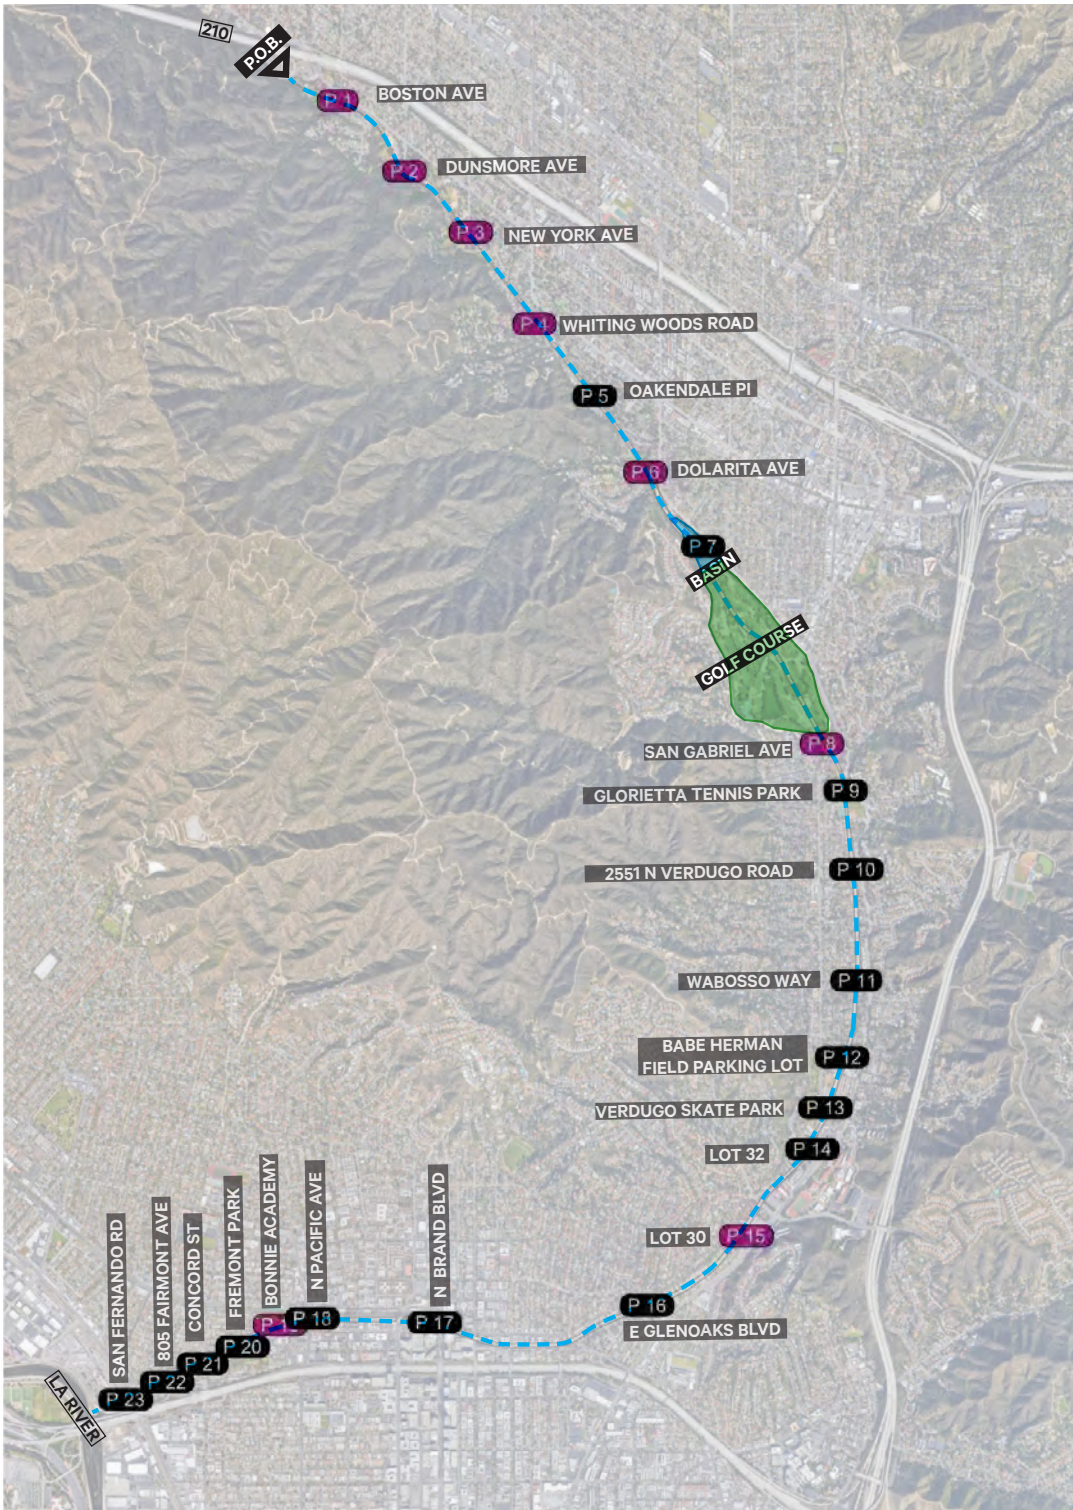 210
P.O.B.
P 1
BOSTON AVE
P 2
DUNSMORE AVE
P 3
NEW YORK AVE
P 4
WHITING WOODS ROAD
P 5
OAKENDALE Pl
P 6
DOLARITA AVE
P 7
BASIN
GOLF COURSE
P 8
SAN GABRIEL AVE
P 9
GLORIETTA TENNIS PARK
P 10
2551 N VERDUGO ROAD
P 11
WABOSSO WAY
P 12
BABE HERMAN
FIELD PARKING LOT
P 13
VERDUGO SKATE PARK
P 14
LOT 32
P 15
LOT 30
P 16
E GLENOAKS BLVD
P 17
N BRAND BLVD
P 18
N PACIFIC AVE
BONNIE ACADEMY
P 20
FREMONT PARK
P 21
CONCORD ST
P 22
805 FAIRMONT AVE
P 23
SAN FERNANDO RD
LA RIVER